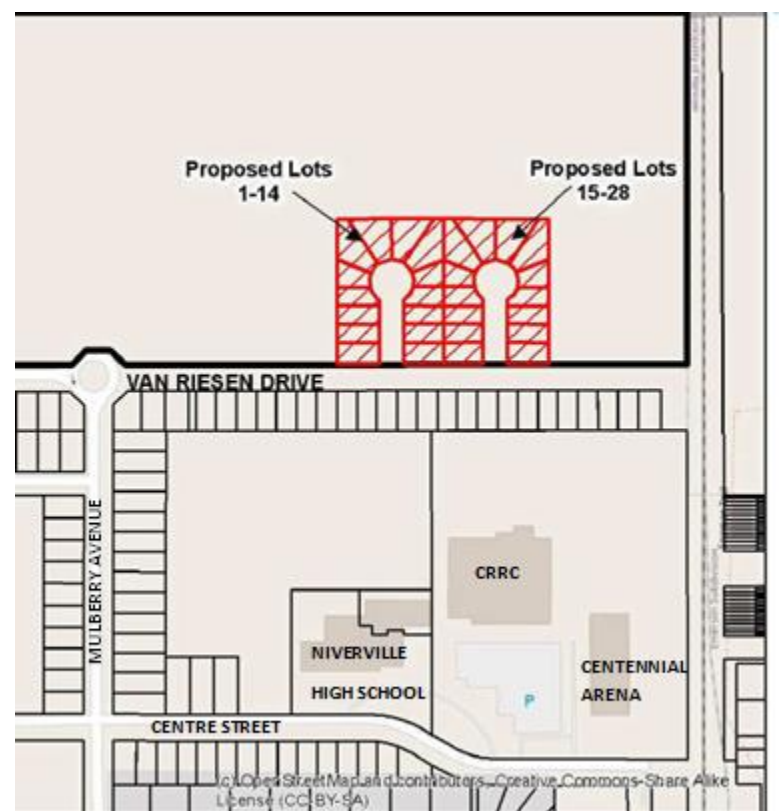 Proposed Lots
1-14
Proposed Lots
15-28
VAN RIESEN DRIVE
MULBERRY AVENUE
CRRC
NIVERVILLE
HIGH SCHOOL
CENTENNIAL
ARENA
P
CENTRE STREET
(c) OpenStreetMap and contributors, Creative Commons-Share Alike
License (CC-BY-SA)